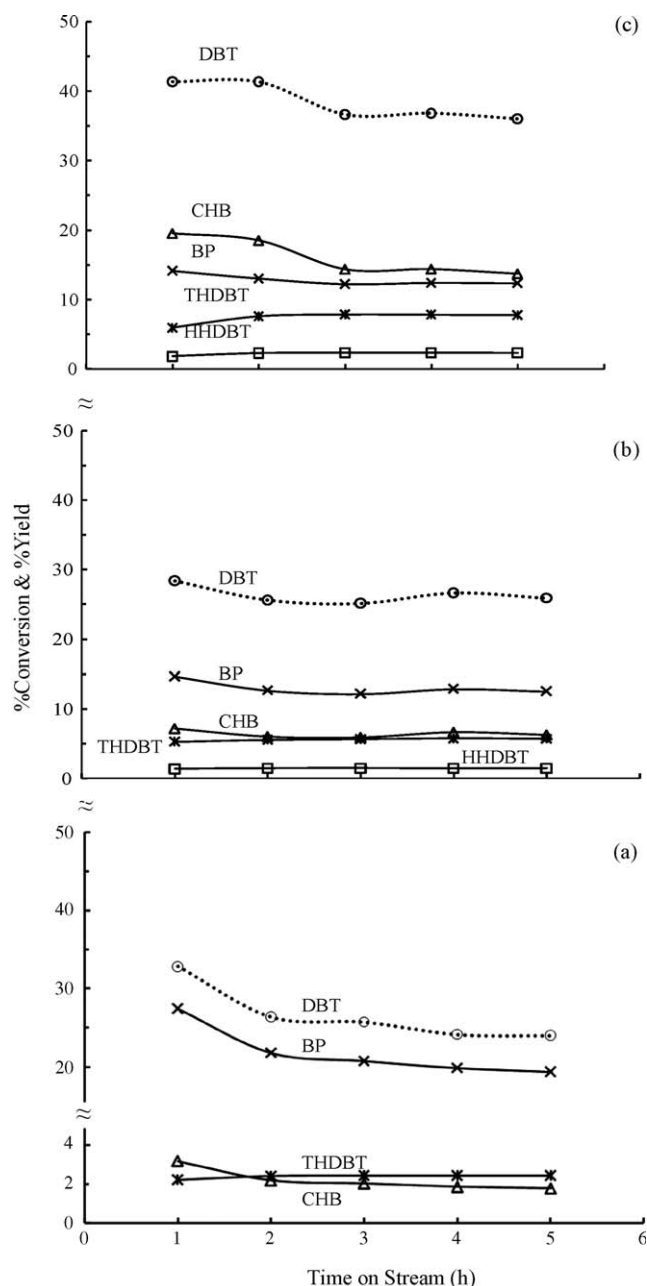 50
(c)
DBT
40
30
CHB
20
BP
THDBT
10
HHDBT
0
≈
50
(b)
40
30
DBT
20
BP
10
CHB
THDBT
HHDBT
0
%Conversion & %Yield
≈
50
(a)
40
30
DBT
BP
20
≈
4
THDBT
2
CHB
0
0 1 2 3 4 5 6
Time on Stream (h)